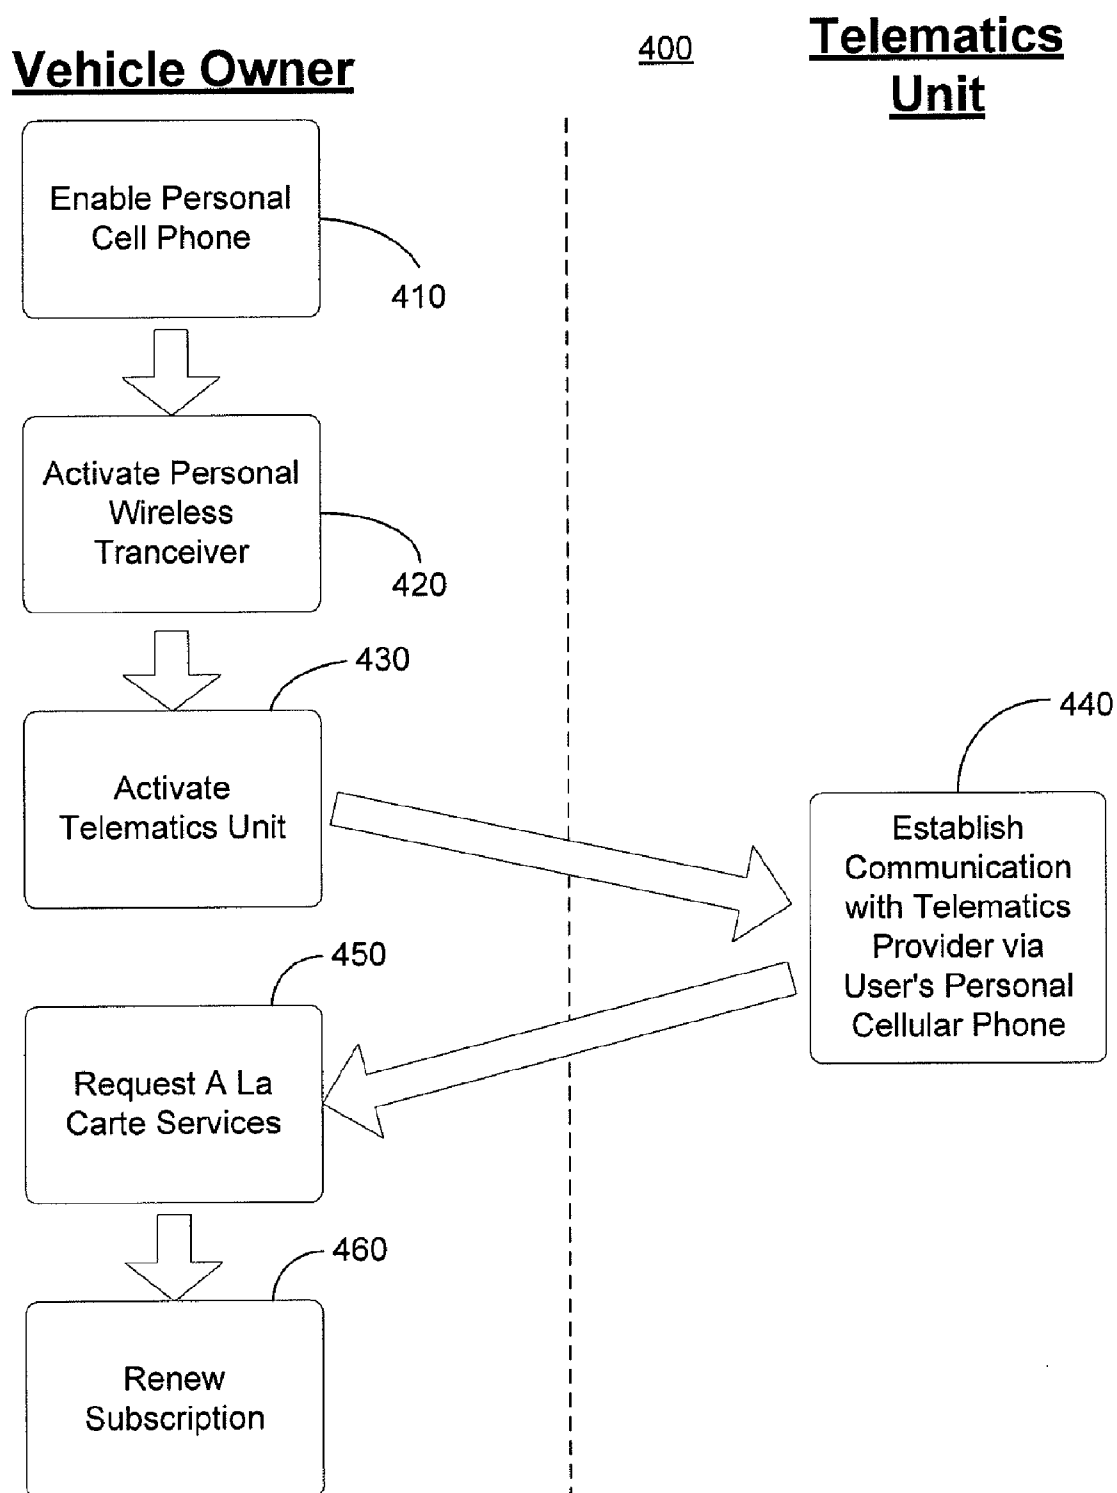 Vehicle Owner
400
Telematics
Unit
Enable Personal
Cell Phone
410
Activate Personal
Wireless
Tranceiver
420
430
Activate
Telematics Unit
440
Establish
Communication
with Telematics
Provider via
User's Personal
Cellular Phone
450
Request A La
Carte Services
460
Renew
Subscription